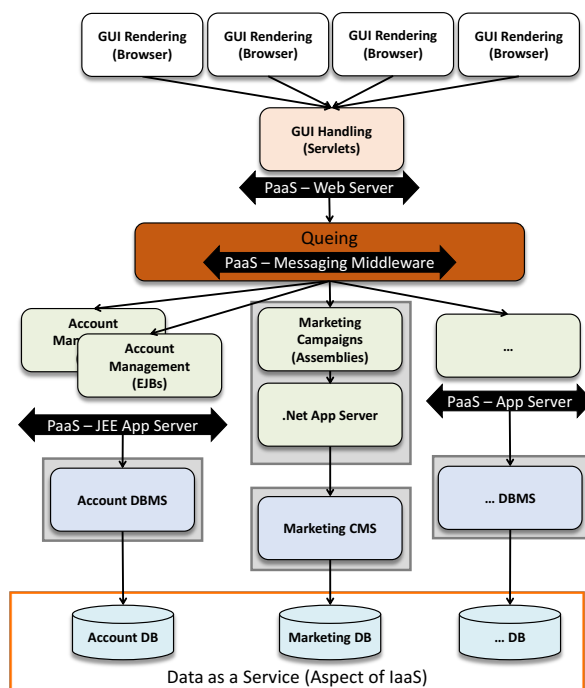 GUI Rendering
(Browser)
GUI Rendering
(Browser)
GUI Rendering
(Browser)
GUI Rendering
(Browser)
GUI Handling
(Servlets)
PaaS – Web Server
Queing
PaaS – Messaging Middleware
Account
Mana
(
Account
Management
(EJBs)
Marketing
Campaigns
(Assemblies)
...
.Net App Server
PaaS – JEE App Server
PaaS – App Server
Account DBMS
Marketing CMS
... DBMS
Account DB
Marketing DB
... DB
Data as a Service (Aspect of IaaS)